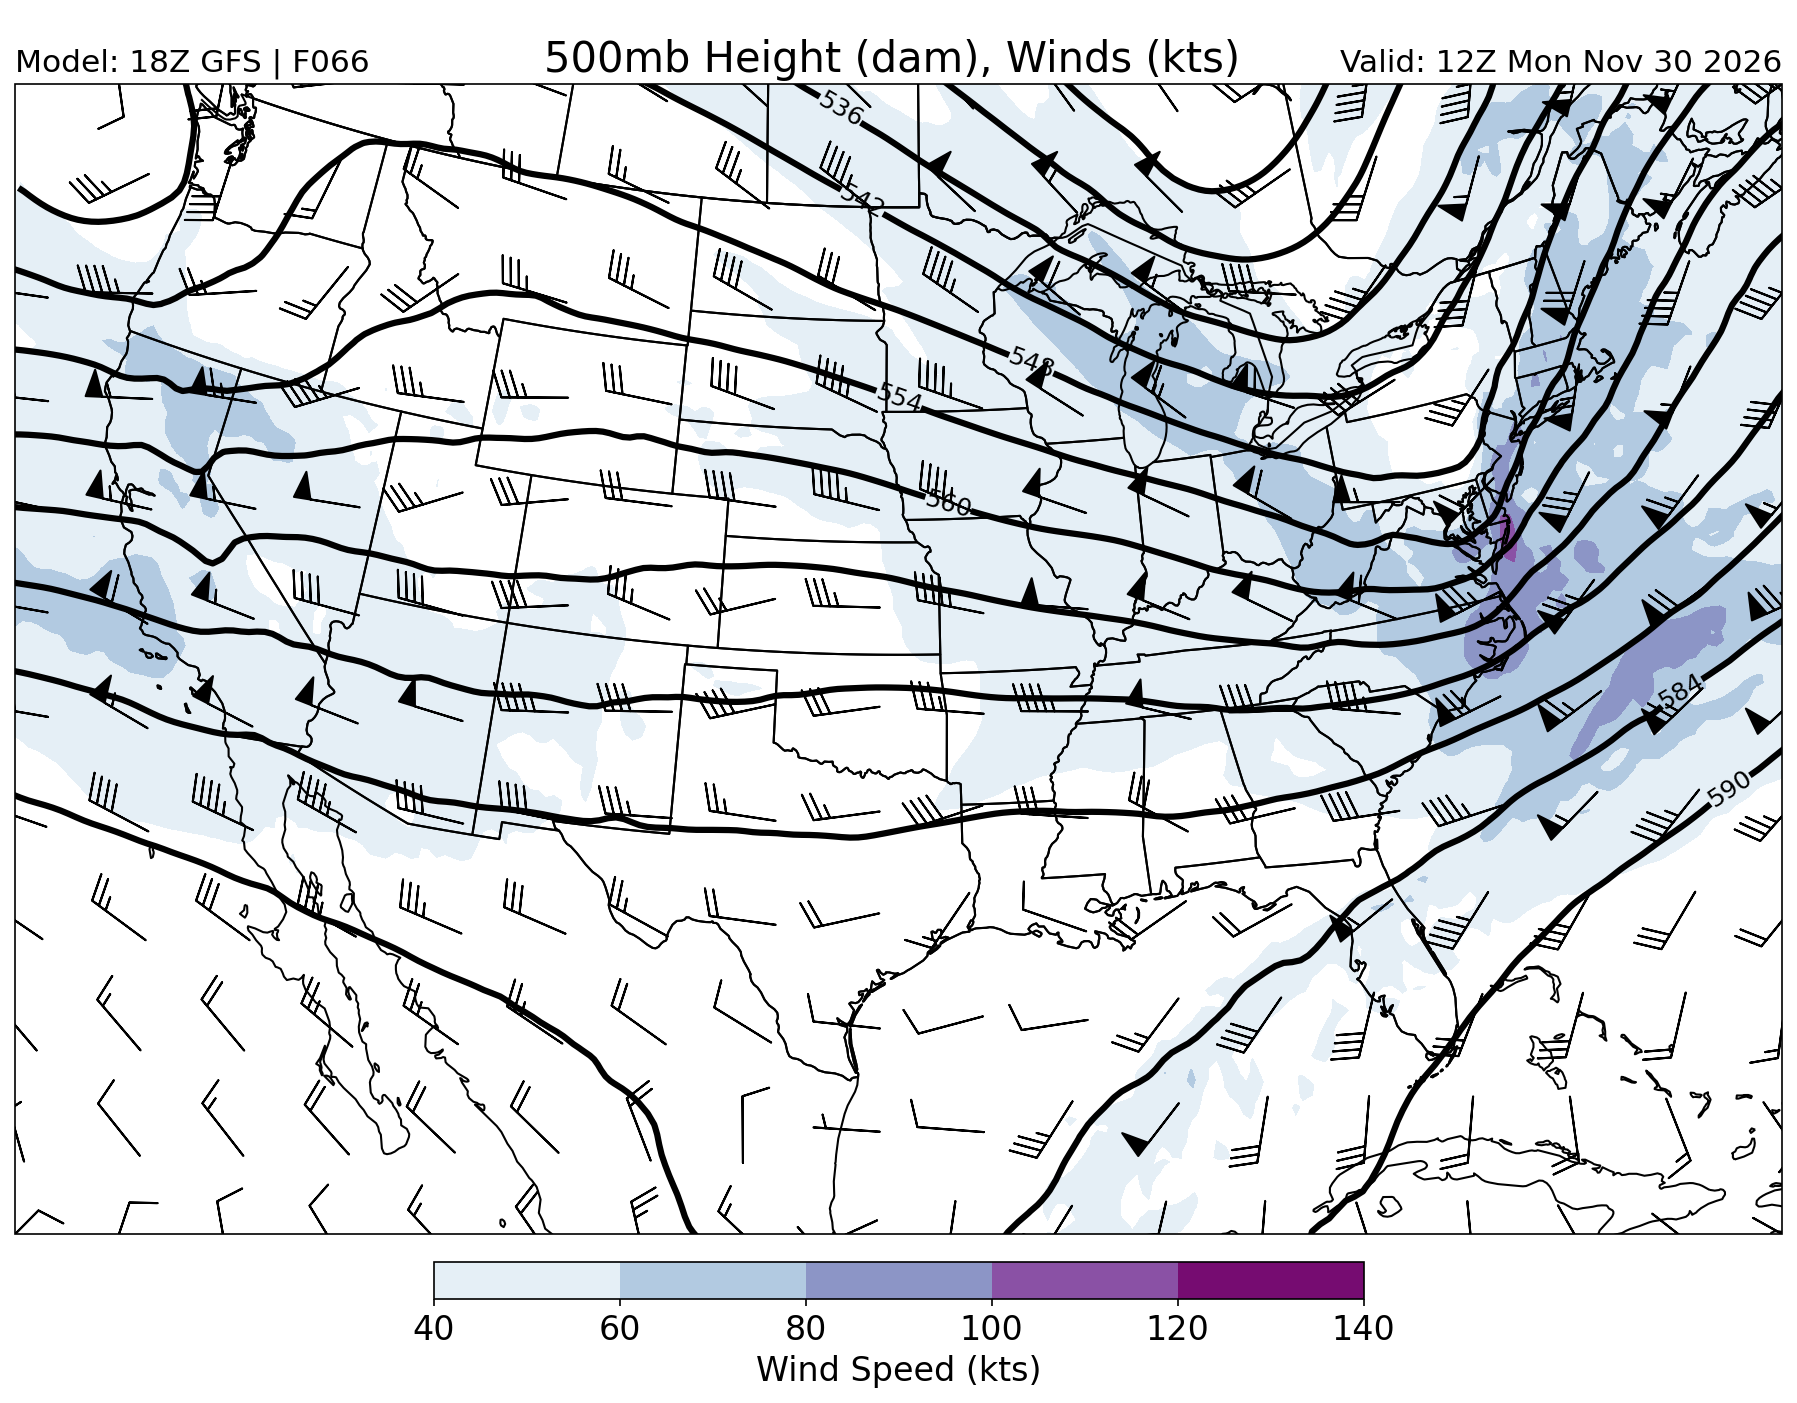 Model: 18Z GFS | F066
500mb Height (dam), Winds (kts)
Valid: 12Z Mon Nov 30 2026
536
542
548
554
560
584
590
40 60 80 100 120 140
Wind Speed (kts)